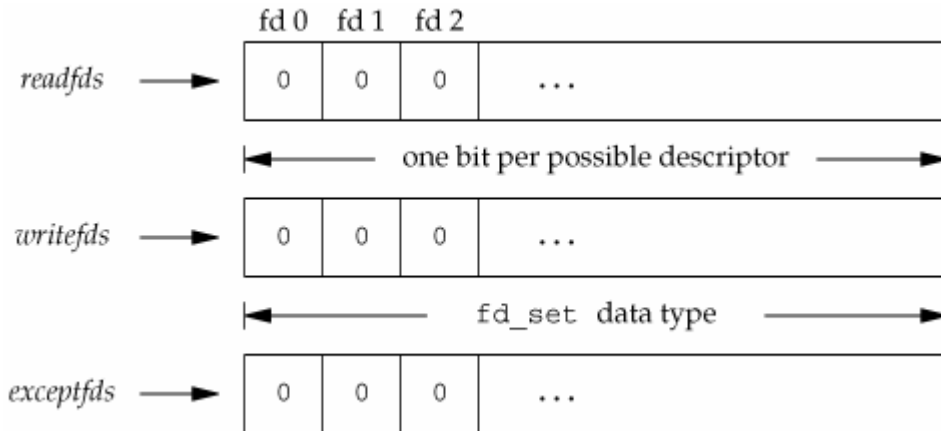 fd 0 fd 1 fd 2
readfds 0 0 0 ...
one bit per possible descriptor
writefds 0 0 0 ...
fd_set data type
exceptfds 0 0 0 ...